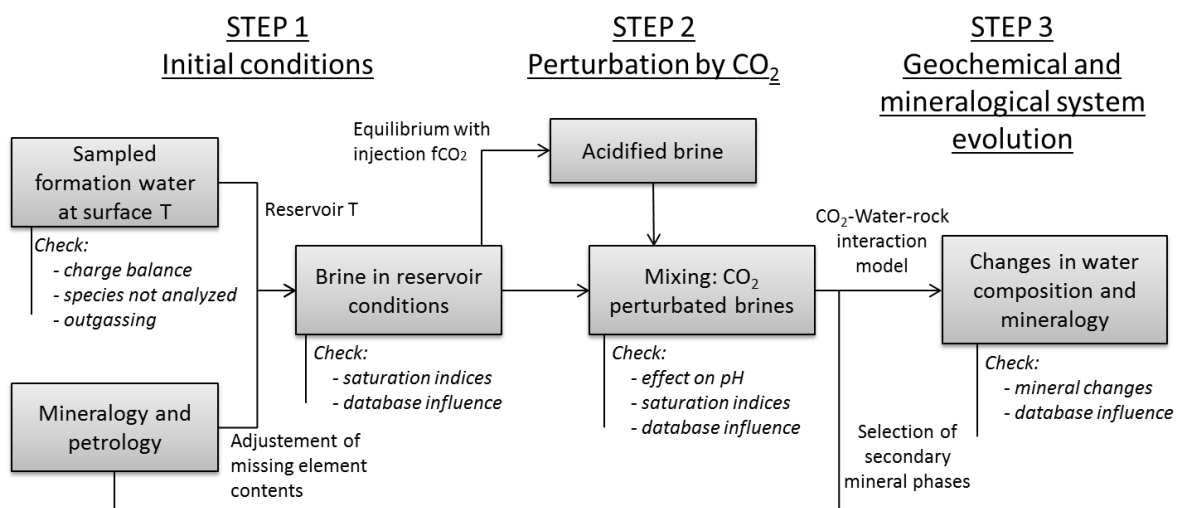 STEP 1
Initial conditions
STEP 2
Perturbation by CO₂
STEP 3
Geochemical and
mineralogical system
evolution
Sampled
formation water
at surface T
Check:
- charge balance
- species not analyzed
- outgassing
Mineralogy and
petrology
Reservoir T
Adjustement of
missing element
contents
Brine in reservoir
conditions
Check:
- saturation indices
- database influence
Equilibrium with
injection fCO₂
Acidified brine
Mixing: CO₂
perturbated brines
Check:
- effect on pH
- saturation indices
- database influence
CO₂-Water-rock
interaction
model
Selection of
secondary
mineral phases
Changes in water
composition and
mineralogy
Check:
- mineral changes
- database influence